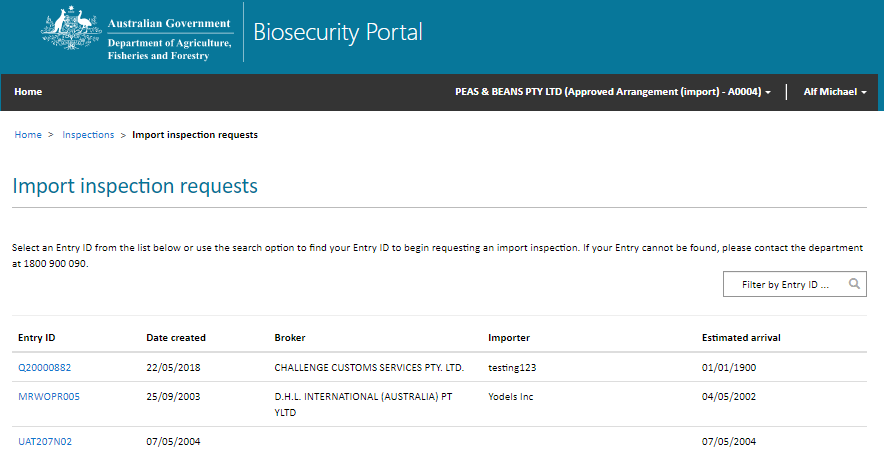 Australian Government
Department of Agriculture,
Fisheries and Forestry
Biosecurity Portal
Home
PEAS & BEANS PTY LTD (Approved Arrangement (import) - A0004)
Alf Michael
Home > Inspections > Import inspection requests
Import inspection requests
Select an Entry ID from the list below or use the search option to find your Entry ID to begin requesting an import inspection. If your Entry cannot be found, please contact the department
at 1800 900 090.
Filter by Entry ID ...
Entry ID Date created Broker Importer Estimated arrival
Q20000882 22/05/2018 CHALLENGE CUSTOMS SERVICES PTY. LTD. testing123 01/01/1900
MRWOPR005 25/09/2003 D.H.L. INTERNATIONAL (AUSTRALIA) PT Yodels Inc 04/05/2002
YLTD
UAT207N02 07/05/2004 07/05/2004